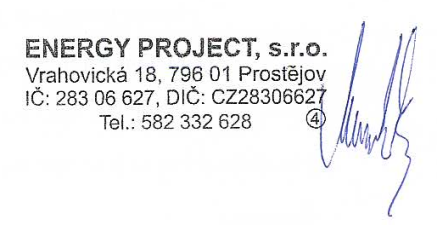 ENERGY PROJECT, s.r.o.
Vrahovická 18, 796 01 Prostějov
IČ: 283 06 627, DIČ: CZ28306627
Tel.: 582 332 628 ④